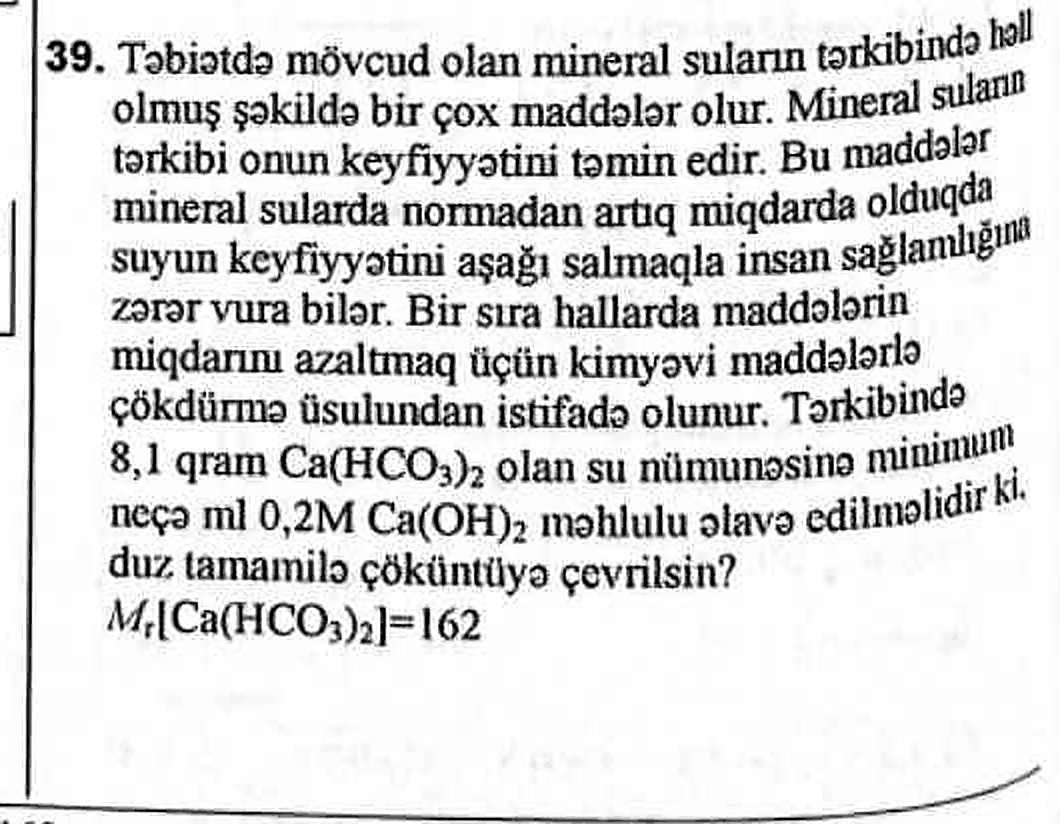 39. Təbiətdə mövcud olan mineral suların tərkibində həll
olmuş şəkildə bir çox maddələr olur. Mineral suların
tərkibi onun keyfiyyətini təmin edir. Bu maddələr
mineral sularda normadan artıq miqdarda olduqda
suyun keyfiyyətini aşağı salmaqla insan sağlamlığına
zərər vura bilər. Bir sıra hallarda maddələrin
miqdarını azaltmaq üçün kimyəvi maddələrlə
çökdürmə üsulundan istifadə olunur. Tərkibində
8,1 qram Ca(HCO₃)₂ olan su nümunəsinə minimum
neçə ml 0,2M Ca(OH)₂ məhlulu əlavə edilməlidir ki.
duz tamamilə çöküntüyə çevrilsin?
Mᵣ[Ca(HCO₃)₂]=162